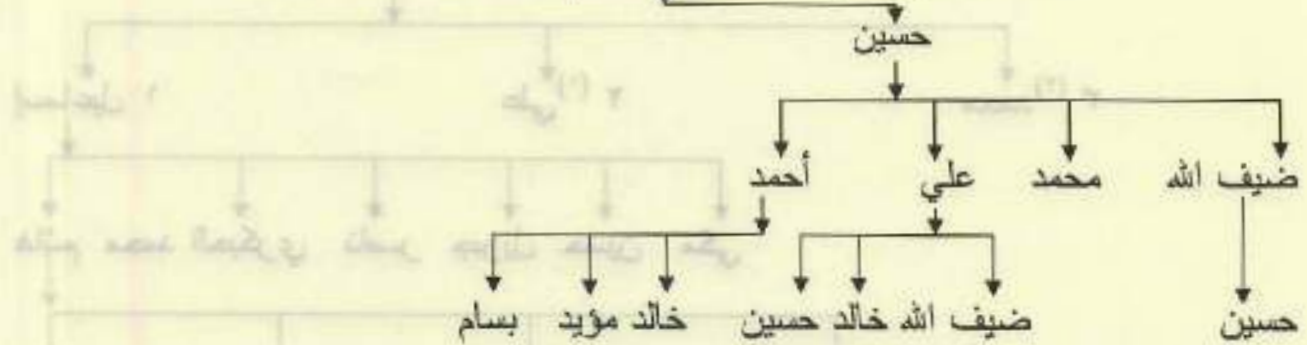 حسين
ضيف الله محمد علي أحمد
حسين ضيف الله خالد حسين خالد مؤيد بسام